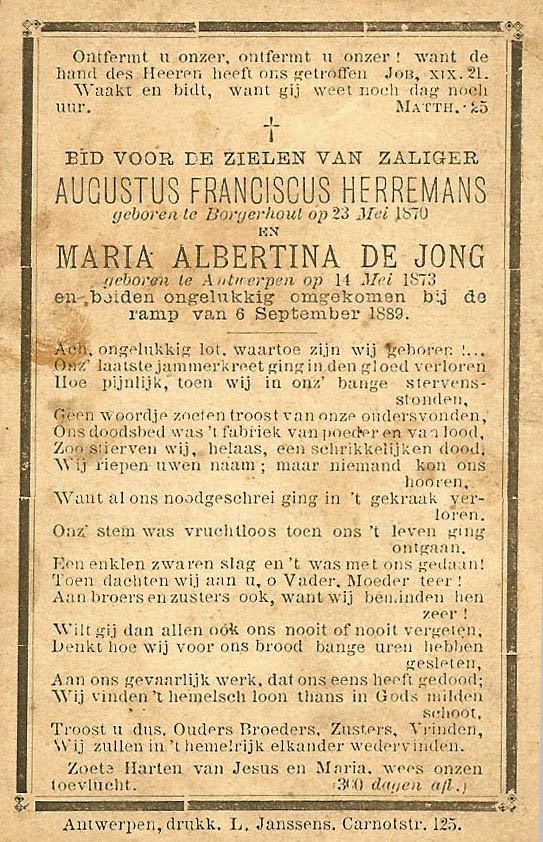 Ontfermt u onzer, ontfermt u onzer! want de
hand des Heeren heeft ons getroffen JOB, XIX. 21.
Waakt en bidt, want gij weet noch dag noch
uur. MATTH. 25
BID VOOR DE ZIELEN VAN ZALIGER
AUGUSTUS FRANCISCUS HERREMANS
geboren te Borgerhout op 23 Mei 1870
EN
MARIA ALBERTINA DE JONG
geboren te Antwerpen op 14 Mei 1873
en beiden ongelukkig omgekomen bij de
ramp van 6 September 1889.
Ach, ongelukkig lot, waartoe zijn wij geboren !...
Onz' laatste jammerkreet ging in den gloed verloren
Hoe pijnlijk, toen wij in onz' bange stervens-
stonden,
Geen woordje zoeten troost van onze oudersvonden,
Ons doodsbed was 't fabriek van poeder en van lood,
Zoo stierven wij, helaas, een schrikkelijken dood,
Wij riepen uwen naam; maar niemand kon ons
hooren,
Want al ons noodgeschrei ging in 't gekraak ver-
loren.
Onz' stem was vruchtloos toen ons 't leven ging
ontgaan,
Een enklen zwaren slag en 't was met ons gedaan!
Toen dachten wij aan u, o Vader, Moeder teer!
Aan broers en zusters ook, want wij beminden hen
zeer!
Wilt gij dan allen ook ons nooit of nooit vergeten,
Denkt hoe wij voor ons brood bange uren hebben
gesleten,
Aan ons gevaarlijk werk, dat ons eens heeft gedood;
Wij vinden 't hemelsch loon thans in Gods milden
schoot,
Troost u dus, Ouders Broeders, Zusters, Vrinden,
Wij zullen in 't hemelrijk elkander wedervinden.
Zoete Harten van Jesus en Maria, wees onzen
toevlucht. (300 dagen afl.)
Antwerpen, drukk. L. Janssens, Carnotstr. 125.